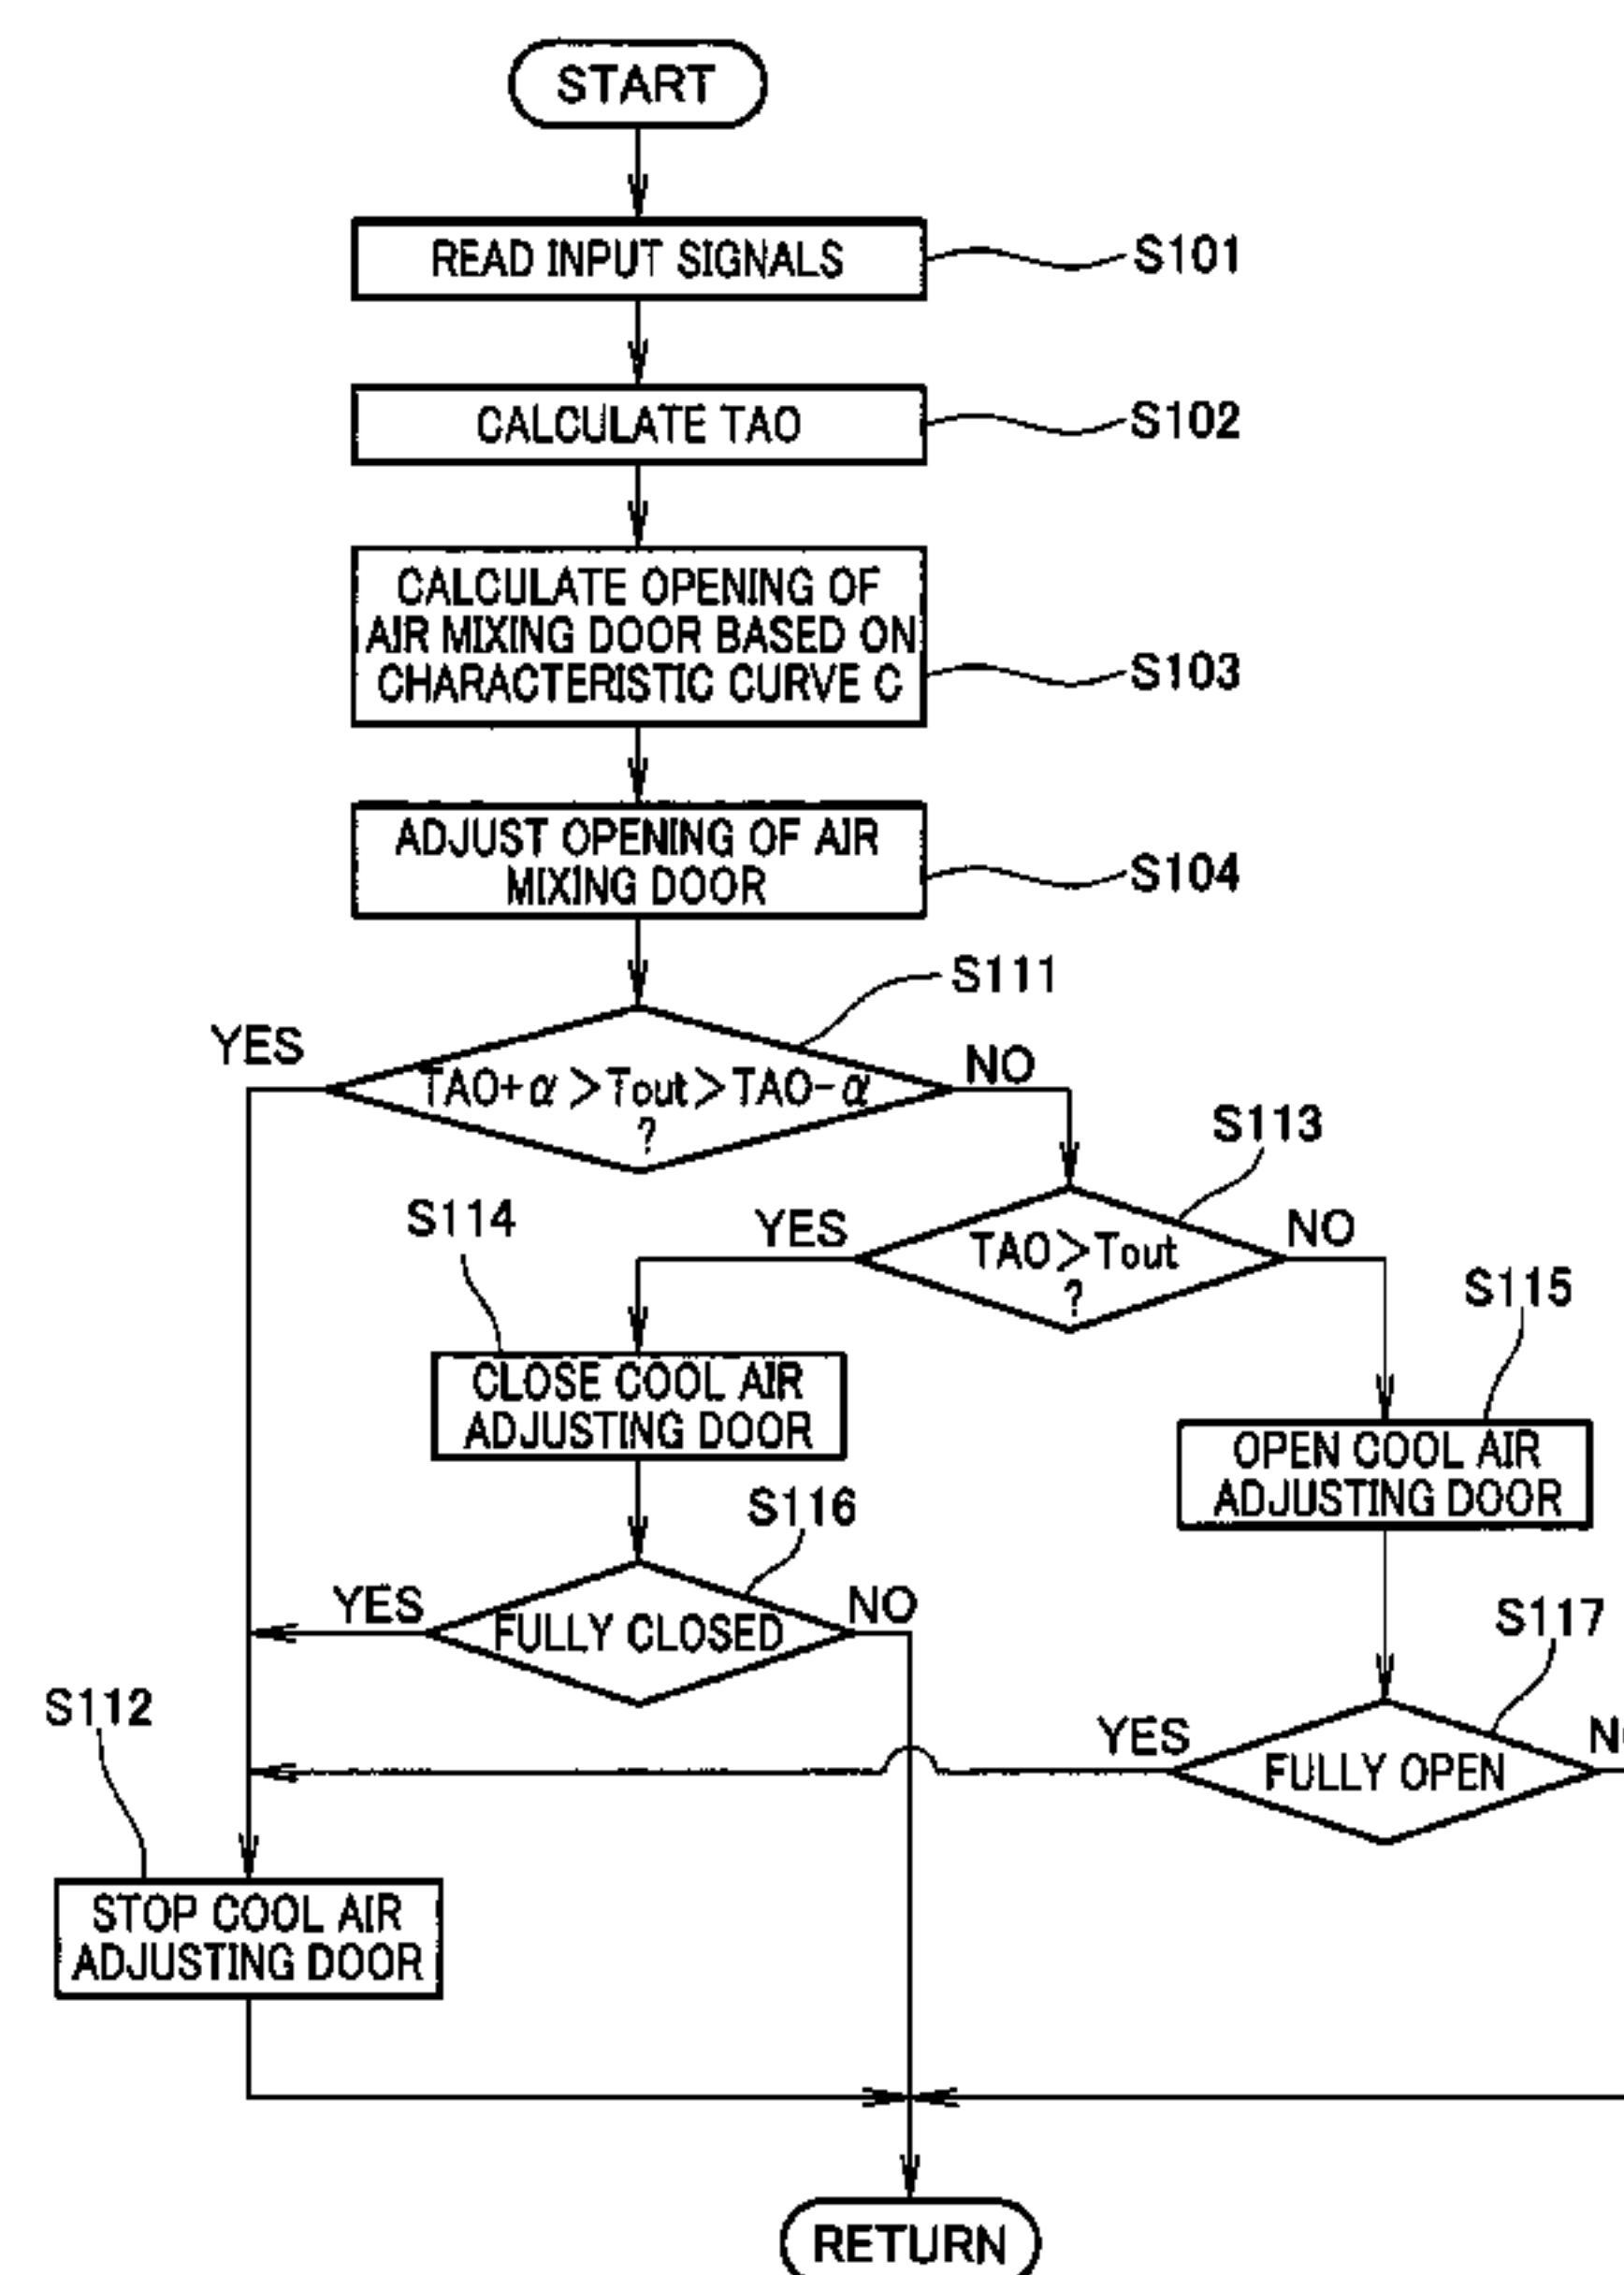 START
READ INPUT SIGNALS
S101
CALCULATE TAO
S102
CALCULATE OPENING OF
AIR MIXING DOOR BASED ON
CHARACTERISTIC CURVE C
S103
ADJUST OPENING OF AIR
MIXING DOOR
S104
S111
YES
TAO+α>Tout>TAO-α
?
NO
S113
YES
TAO>Tout
?
NO
S114
CLOSE COOL AIR
ADJUSTING DOOR
S115
OPEN COOL AIR
ADJUSTING DOOR
S116
YES
FULLY CLOSED
NO
S117
YES
FULLY OPEN
S112
STOP COOL AIR
ADJUSTING DOOR
RETURN